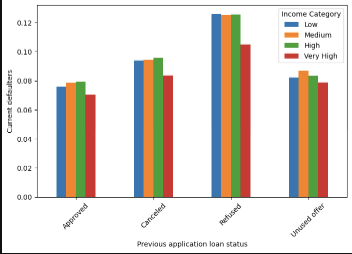 Income Category
Low
Medium
High
Very High
0.12
0.10
0.08
0.06
0.04
0.02
0.00
Current defaulters
Approved
Canceled
Refused
Unused offer
Previous application loan status